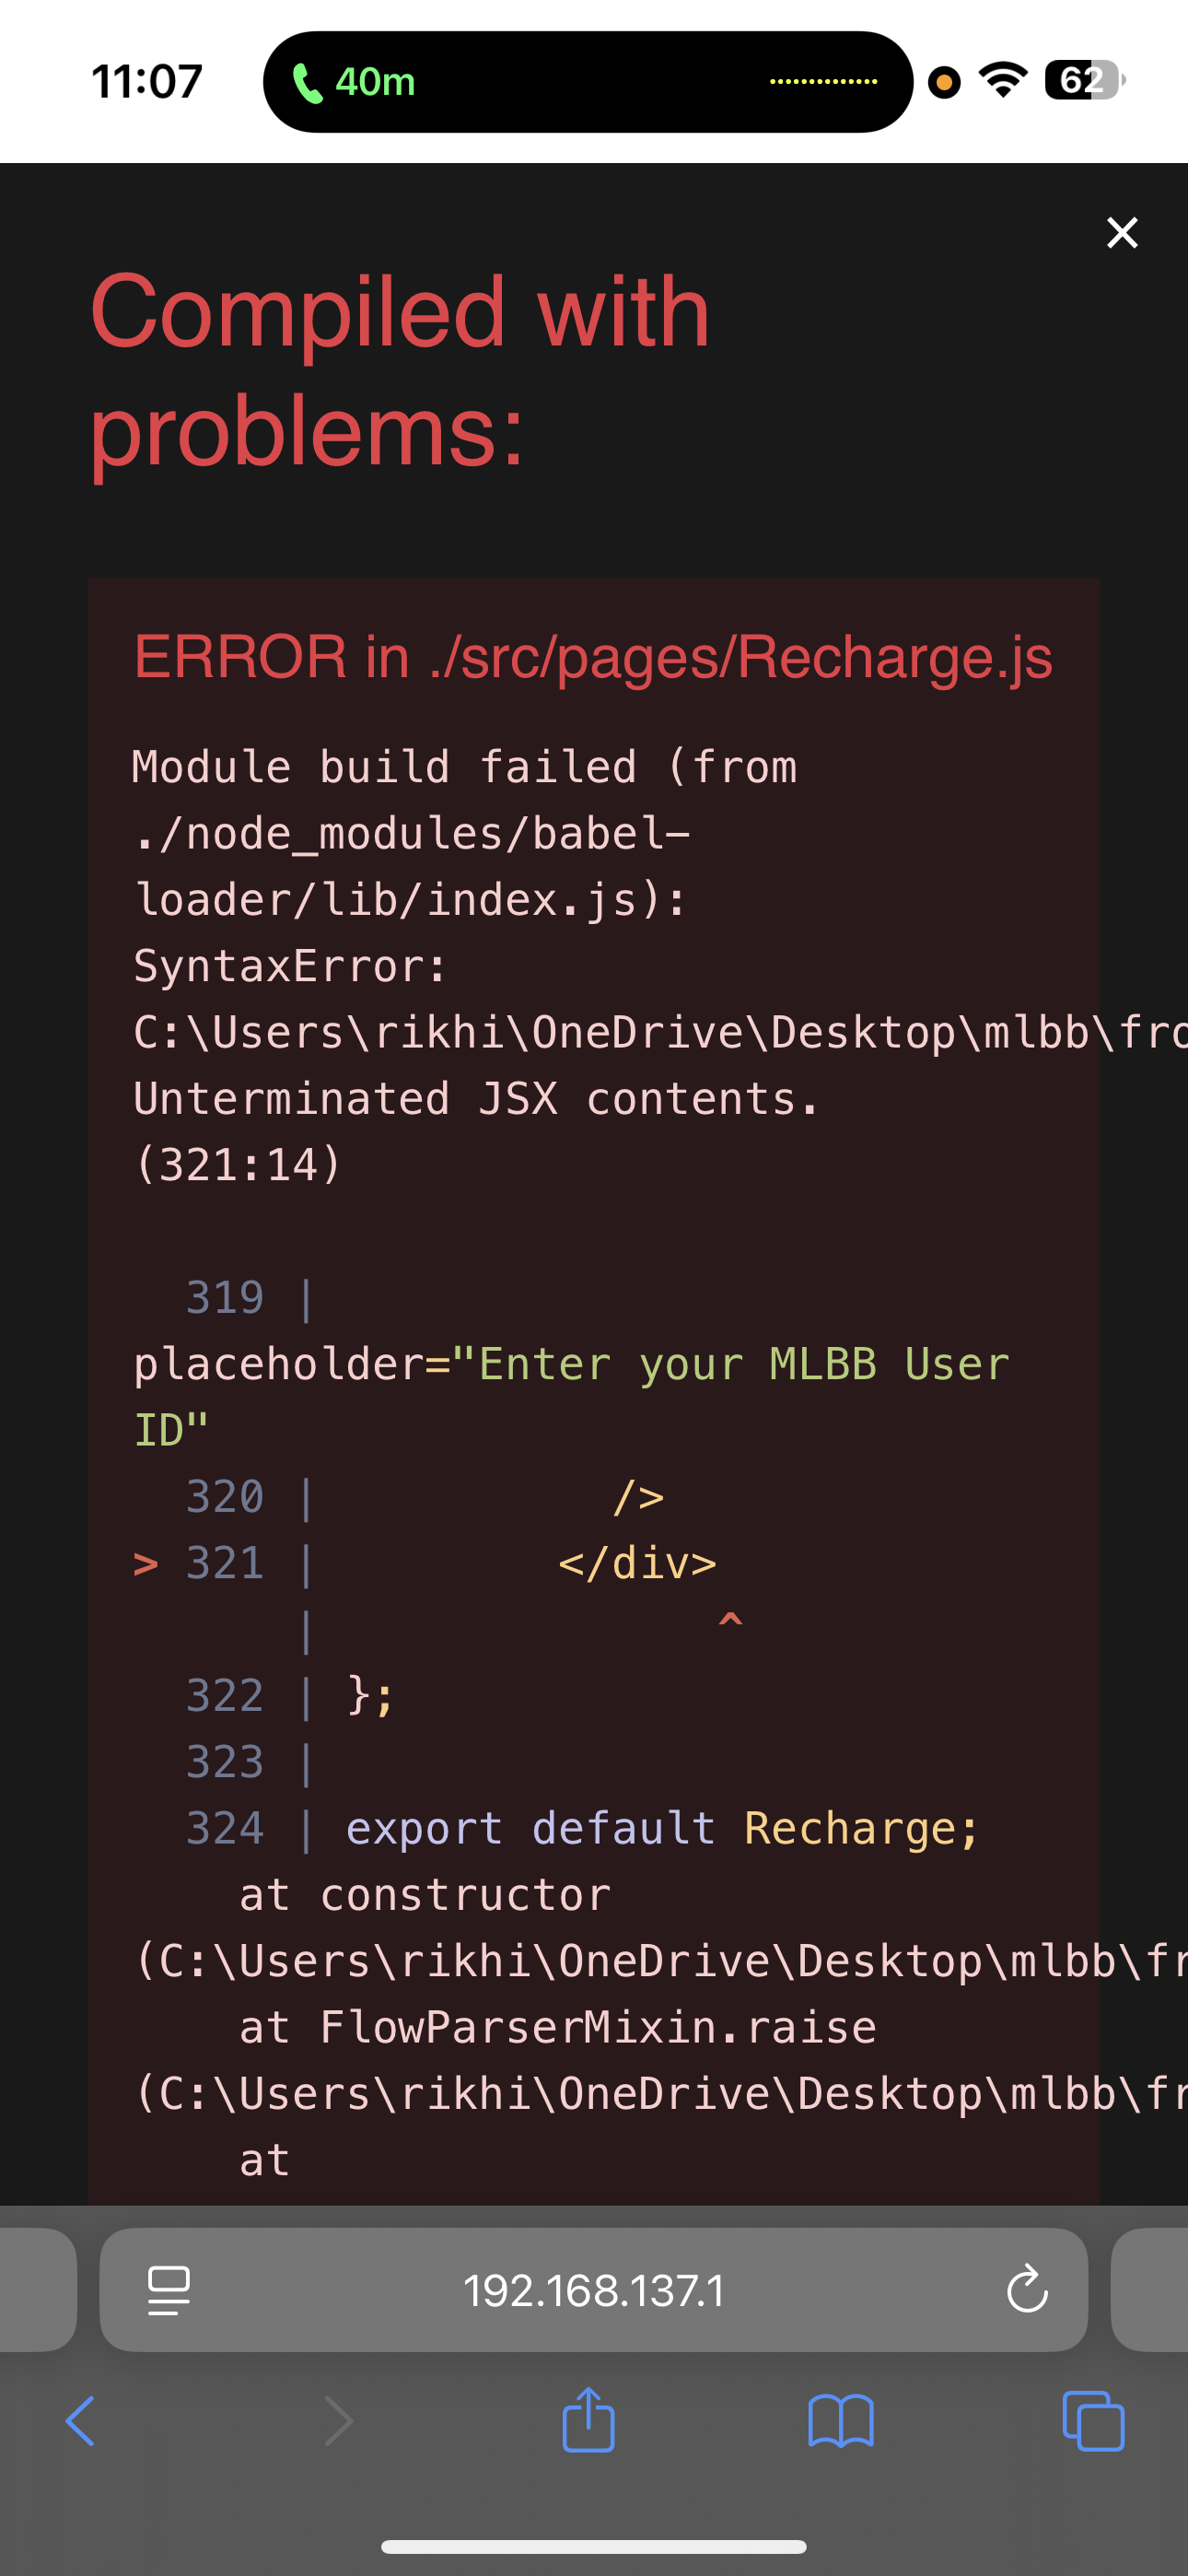 11:07
40m
62
Compiled with
problems:
ERROR in ./src/pages/Recharge.js
Module build failed (from
./node_modules/babel-
loader/lib/index.js):
SyntaxError:
C:\Users\rikhi\OneDrive\Desktop\mlbb\fro
Unterminated JSX contents.
(321:14)
319 |
placeholder="Enter your MLBB User
ID"
320 |           />
> 321 |         </div>
|               ^
322 | };
323 |
324 | export default Recharge;
at constructor
(C:\Users\rikhi\OneDrive\Desktop\mlbb\fr
at FlowParserMixin.raise
(C:\Users\rikhi\OneDrive\Desktop\mlbb\fr
at
192.168.137.1